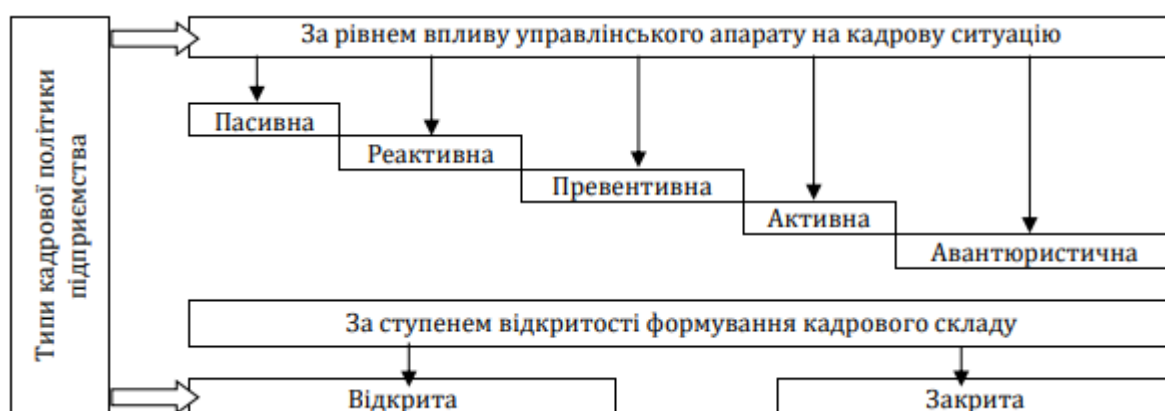 Типи кадрової політики
підприємства
За рівнем впливу управлінського апарату на кадрову ситуацію
Пасивна
Реактивна
Превентивна
Активна
Авантюристична
За ступенем відкритості формування кадрового складу
Відкрита
Закрита